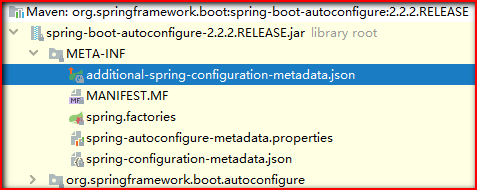 Maven: org.springframework.boot:spring-boot-autoconfigure:2.2.2.RELEASE
spring-boot-autoconfigure-2.2.2.RELEASE.jar library root
META-INF
additional-spring-configuration-metadata.json
MANIFEST.MF
spring.factories
spring-autoconfigure-metadata.properties
spring-configuration-metadata.json
org.springframework.boot.autoconfigure